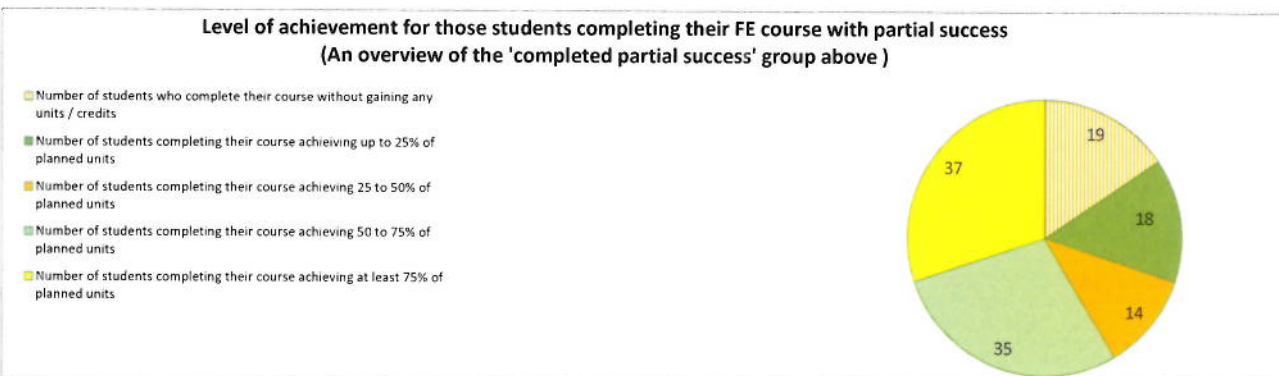 Level of achievement for those students completing their FE course with partial success
(An overview of the 'completed partial success' group above )
Number of students who complete their course without gaining any
units / credits
Number of students completing their course achieiving up to 25% of
planned units
Number of students completing their course achieving 25 to 50% of
planned units
Number of students completing their course achieving 50 to 75% of
planned units
Number of students completing their course achieving at least 75% of
planned units
19
37
18
14
35